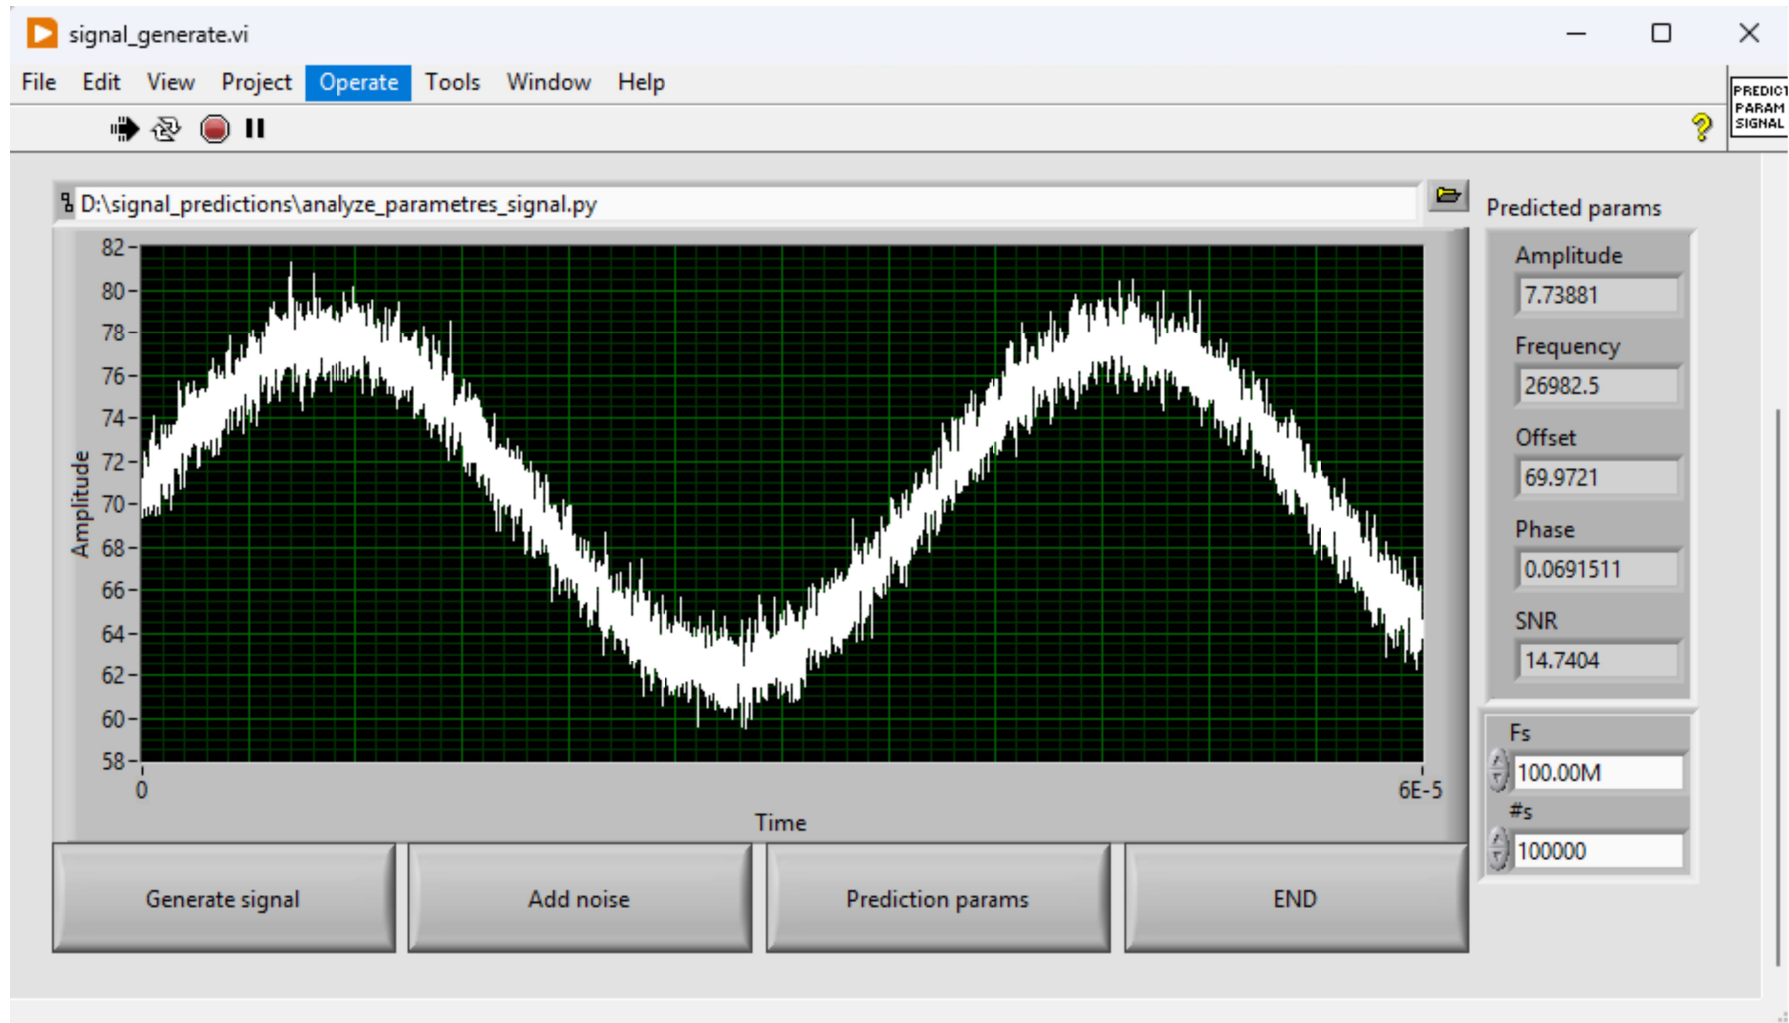 signal_generate.vi
File Edit View Project Operate Tools Window Help
PREDICT
PARAM
SIGNAL
D:\signal_predictions\analyze_parametres_signal.py
Predicted params
Amplitude
7.73881
Frequency
26982.5
Offset
69.9721
Phase
0.0691511
SNR
14.7404
Fs
100.00M
#s
100000
82
80
78
76
74
72
70
68
66
64
62
60
58
Amplitude
0
6E-5
Time
Generate signal
Add noise
Prediction params
END